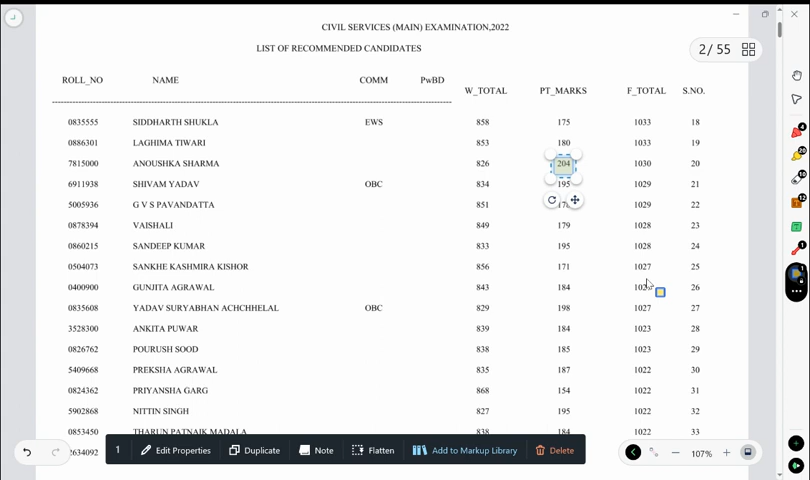 CIVIL SERVICES (MAIN) EXAMINATION,2022
LIST OF RECOMMENDED CANDIDATES
2/ 55
ROLL_NO NAME COMM PwBD W_TOTAL PT_MARKS F_TOTAL S.NO.
0835555 SIDDHARTH SHUKLA EWS 858 175 1033 18
0886301 LAGHIMA TIWARI 853 180 1033 19
7815000 ANOUSHKA SHARMA 826 204 1030 20
6911938 SHIVAM YADAV OBC 834 195 1029 21
5005936 G V S PAVANDATTA 851 1029 22
0878394 VAISHALI 849 179 1028 23
0860215 SANDEEP KUMAR 833 195 1028 24
0504073 SANKHE KASHMIRA KISHOR 856 171 1027 25
0400900 GUNJITA AGRAWAL 843 184 26
0835608 YADAV SURYABHAN ACHCHHELAL OBC 829 198 1027 27
3528300 ANKITA PUWAR 839 184 1023 28
0826762 POURUSH SOOD 838 185 1023 29
5409668 PREKSHA AGRAWAL 835 187 1022 30
0824362 PRIYANSHA GARG 868 154 1022 31
5902868 NITTIN SINGH 827 195 1022 32
0853450 THARUN PATNAIK MADALA 838 184 1022 33
2634092
1 Edit Properties Duplicate Note Flatten Add to Markup Library Delete
107%